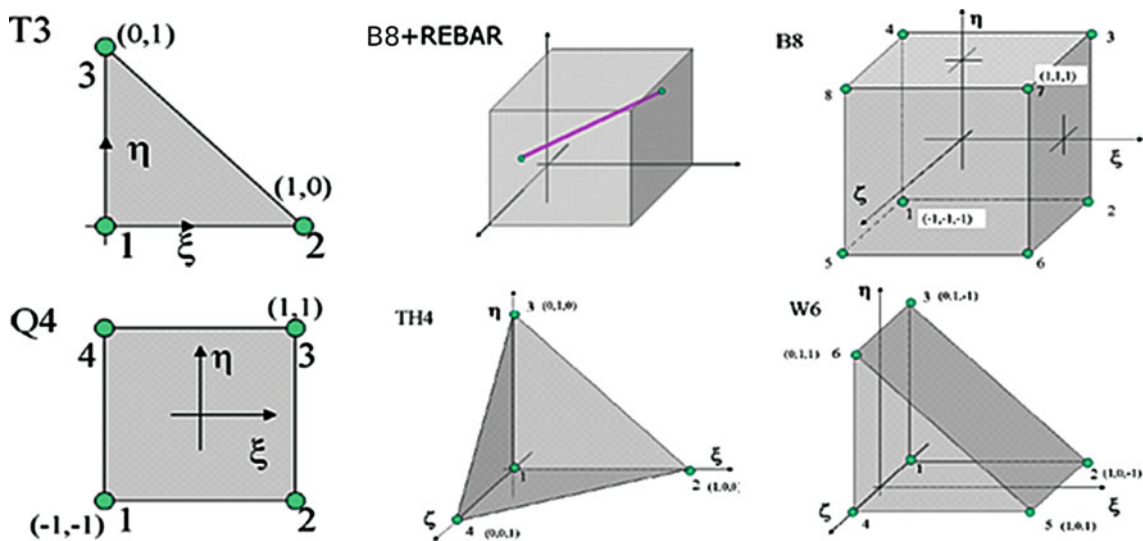 T3
(0,1)
3
η
(1,0)
1
ξ
2
B8+REBAR
B8
η
4
3
(1,1,1)
8
7
ξ
ζ
1
(-1,-1,-1)
2
5
6
Q4
(1,1)
4
η
3
ξ
(-1,-1)
1
2
TH4
η
3 (0,1,0)
1
ξ
2
(1,0,0)
ζ
4 (0,0,1)
W6
η
3 (0,1,-1)
(0,1,1) 6
1
2
(1,0,-1)
ζ
4
5 (1,0,1)
ξ